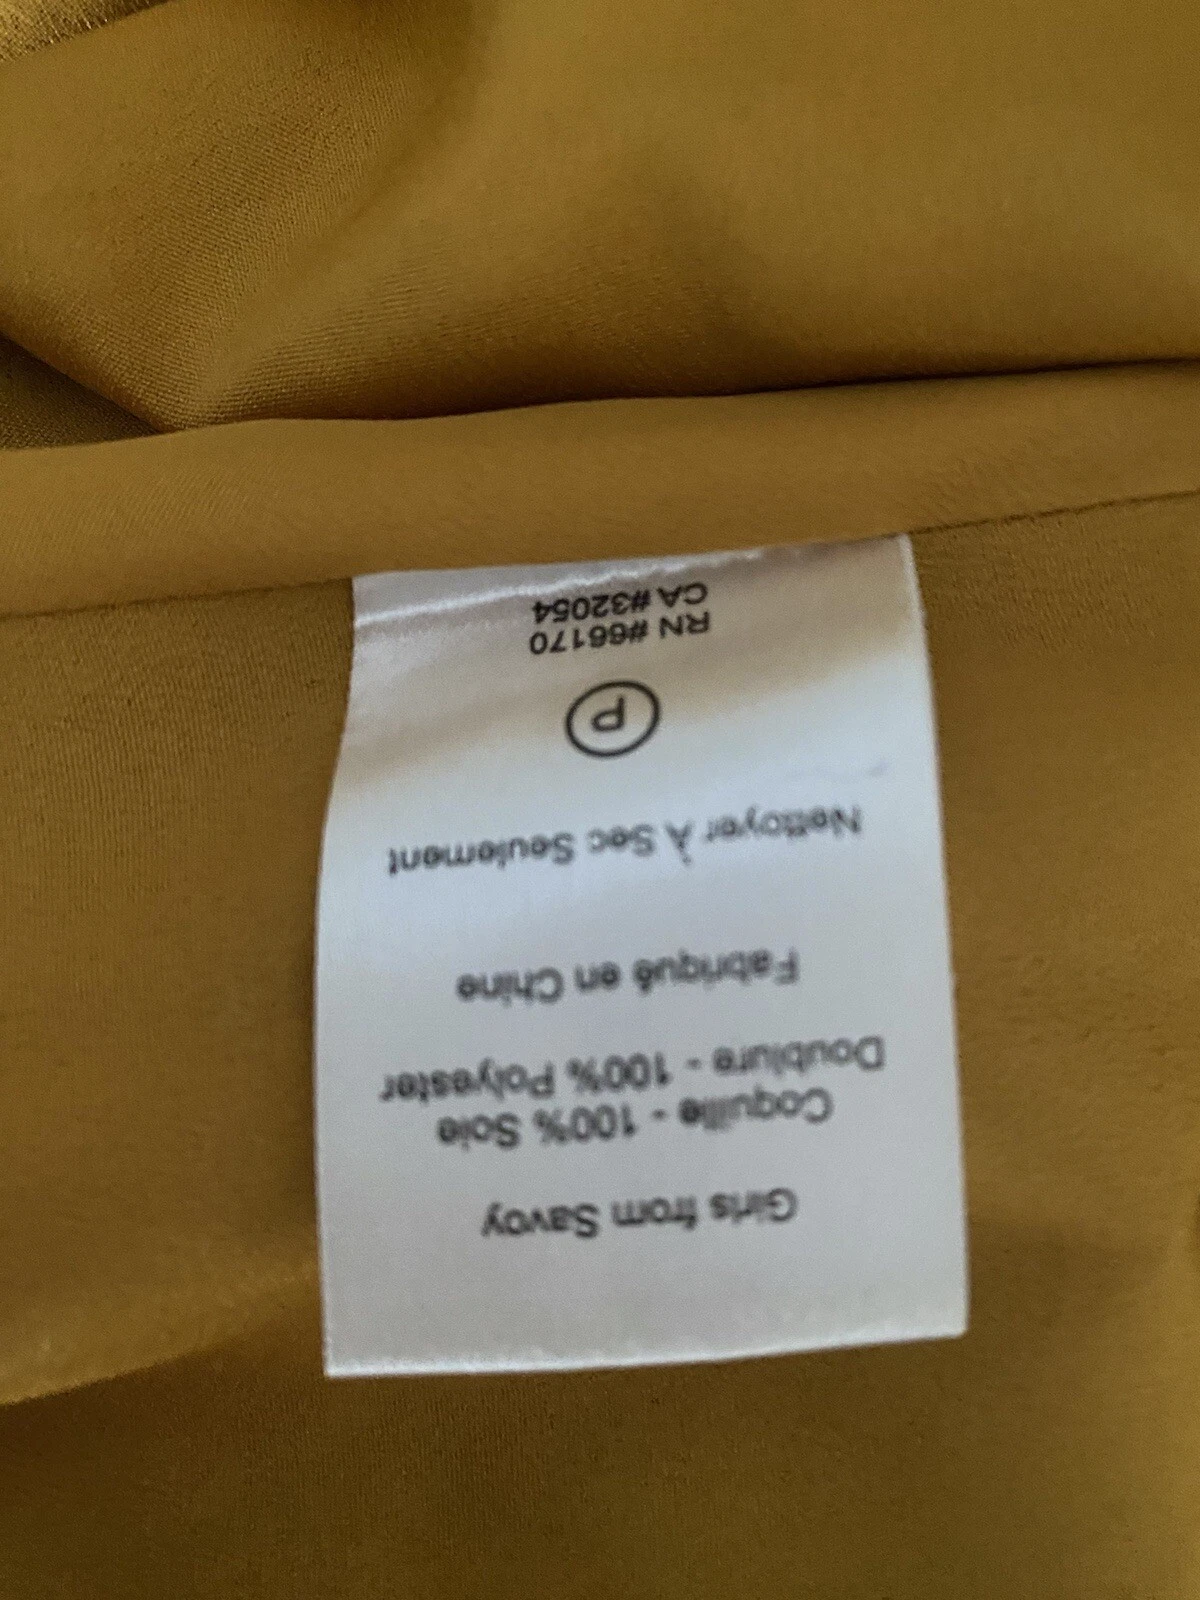 Girls from Savoy
Coquille - 100% Soie
Doublure - 100% Polyester
Fabriqué en Chine
Nettoyer À Sec Seulement
P
RN #66170
CA #32054